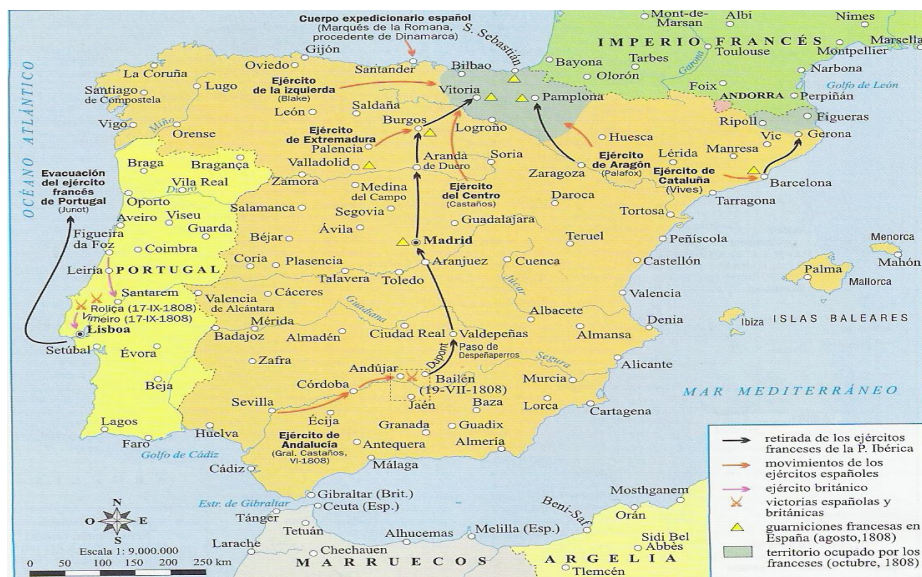 Cuerpo expedicionario español
(Marqués de la Romana,
procedente de Dinamarca)
S. Sebastián
Mont-de-
Marsan
Albi
Nimes
IMPERIO FRANCÉS
Marsella
Gijón
Bayona
Tarbes
Toulouse
Montpellier
La Coruña
Oviedo
Santander
Bilbao
Olorón
Garona
Narbona
Golfo de León
Santiago
de Compostela
Lugo
Ejército
de la izquierda
(Blake)
Vitoria
Pamplona
Foix
ANDORRA
Perpiñán
OCÉANO ATLÁNTICO
León
Saldaña
Vigo
Miño
Orense
Ejército
de Extremadura
Burgos
Logroño
Huesca
Ripoll
Figueras
Vic
Gerona
Palencia
Valladolid
Aranda
de Duero
Soria
Zaragoza
Ejército
de Aragón
(Palafox)
Lérida
Manresa
Ejército de
Cataluña
(Vives)
Barcelona
Evacuación
del ejército
francés
de Portugal
(Junot)
Braga
Bragança
Vila Real
Duero
Oporto
Zamora
Medina
del Campo
Ejército
del Centro
(Castaños)
Daroca
Tarragona
Tortosa
Aveiro
Viseu
Salamanca
Segovia
Guadalajara
Figueira
da Foz
Guarda
Ávila
Madrid
Teruel
Peñíscola
Menorca
Coimbra
Béjar
Mahón
Leiría
PORTUGAL
Coria
Plasencia
Aranjuez
Cuenca
Castellón
Palma
Mallorca
Santarem
Talavera
Toledo
Roliça (17-IX-1808)
Vimeiro (17-IX-1808)
Valencia
de Alcántara
Cáceres
Júcar
Valencia
Ibiza
ISLAS BALEARES
Lisboa
Guadiana
Mérida
Albacete
Denia
Setúbal
Badajoz
Almadén
Ciudad Real
Valdepeñas
Almansa
Évora
Zafra
Dupont
Paso de
Despeñaperros
Segura
Alicante
Beja
Andújar
Bailén
(19-VII-1808)
Córdoba
Murcia
MAR MEDITERRÁNEO
Sevilla
Jaén
Baza
Lorca
Cartagena
Lagos
Écija
Faro
Huelva
Ejército de
Andalucía
(Gral. Castaños,
VI-1808)
Granada
Guadix
Antequera
Almería
Golfo de Cádiz
Cádiz
Málaga
Estr. de Gibraltar
Gibraltar (Brit.)
Ceuta (Esp.)
Tánger
Beni-Saf
Mosthganem
Orán
Tetuán
Alhucemas
Melilla (Esp.)
Sidi Bel
Abbès
Larache
Chechauen
MARRUECOS
ARGELIA
Tlemcén
N
O
E
S
Escala 1: 9.000.000
0 50 100 150 200 250 km
retirada de los ejércitos
franceses de la P. Ibérica
movimientos de los
ejércitos españoles
ejército británico
victorias españolas y
británicas
guarniciones francesas en
España (agosto,1808)
territorio ocupado por los
franceses (octubre, 1808)